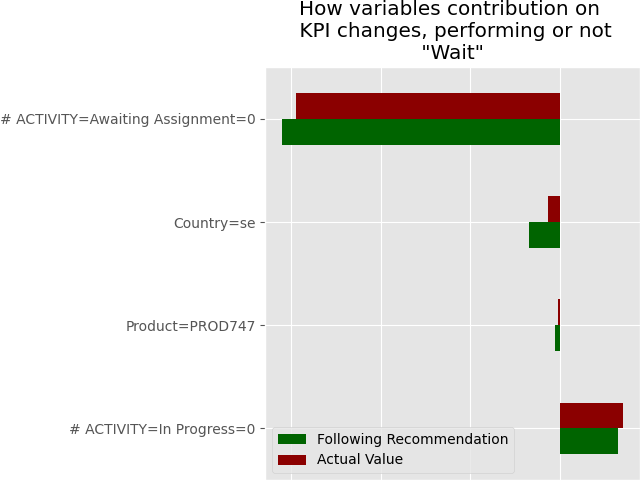 How variables contribution on
KPI changes, performing or not
"Wait"
# ACTIVITY=Awaiting Assignment=0
Country=se
Product=PROD747
# ACTIVITY=In Progress=0
Following Recommendation
Actual Value